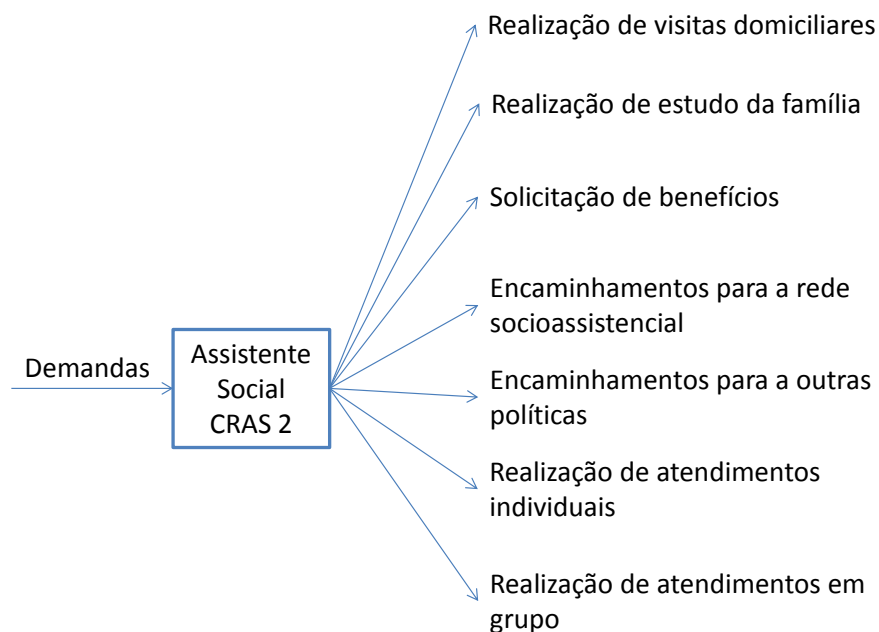 Realização de visitas domiciliares
Realização de estudo da família
Solicitação de benefícios
Encaminhamentos para a rede
socioassistencial
Demandas
Assistente
Social
CRAS 2
Encaminhamentos para a outras
políticas
Realização de atendimentos
individuais
Realização de atendimentos em
grupo